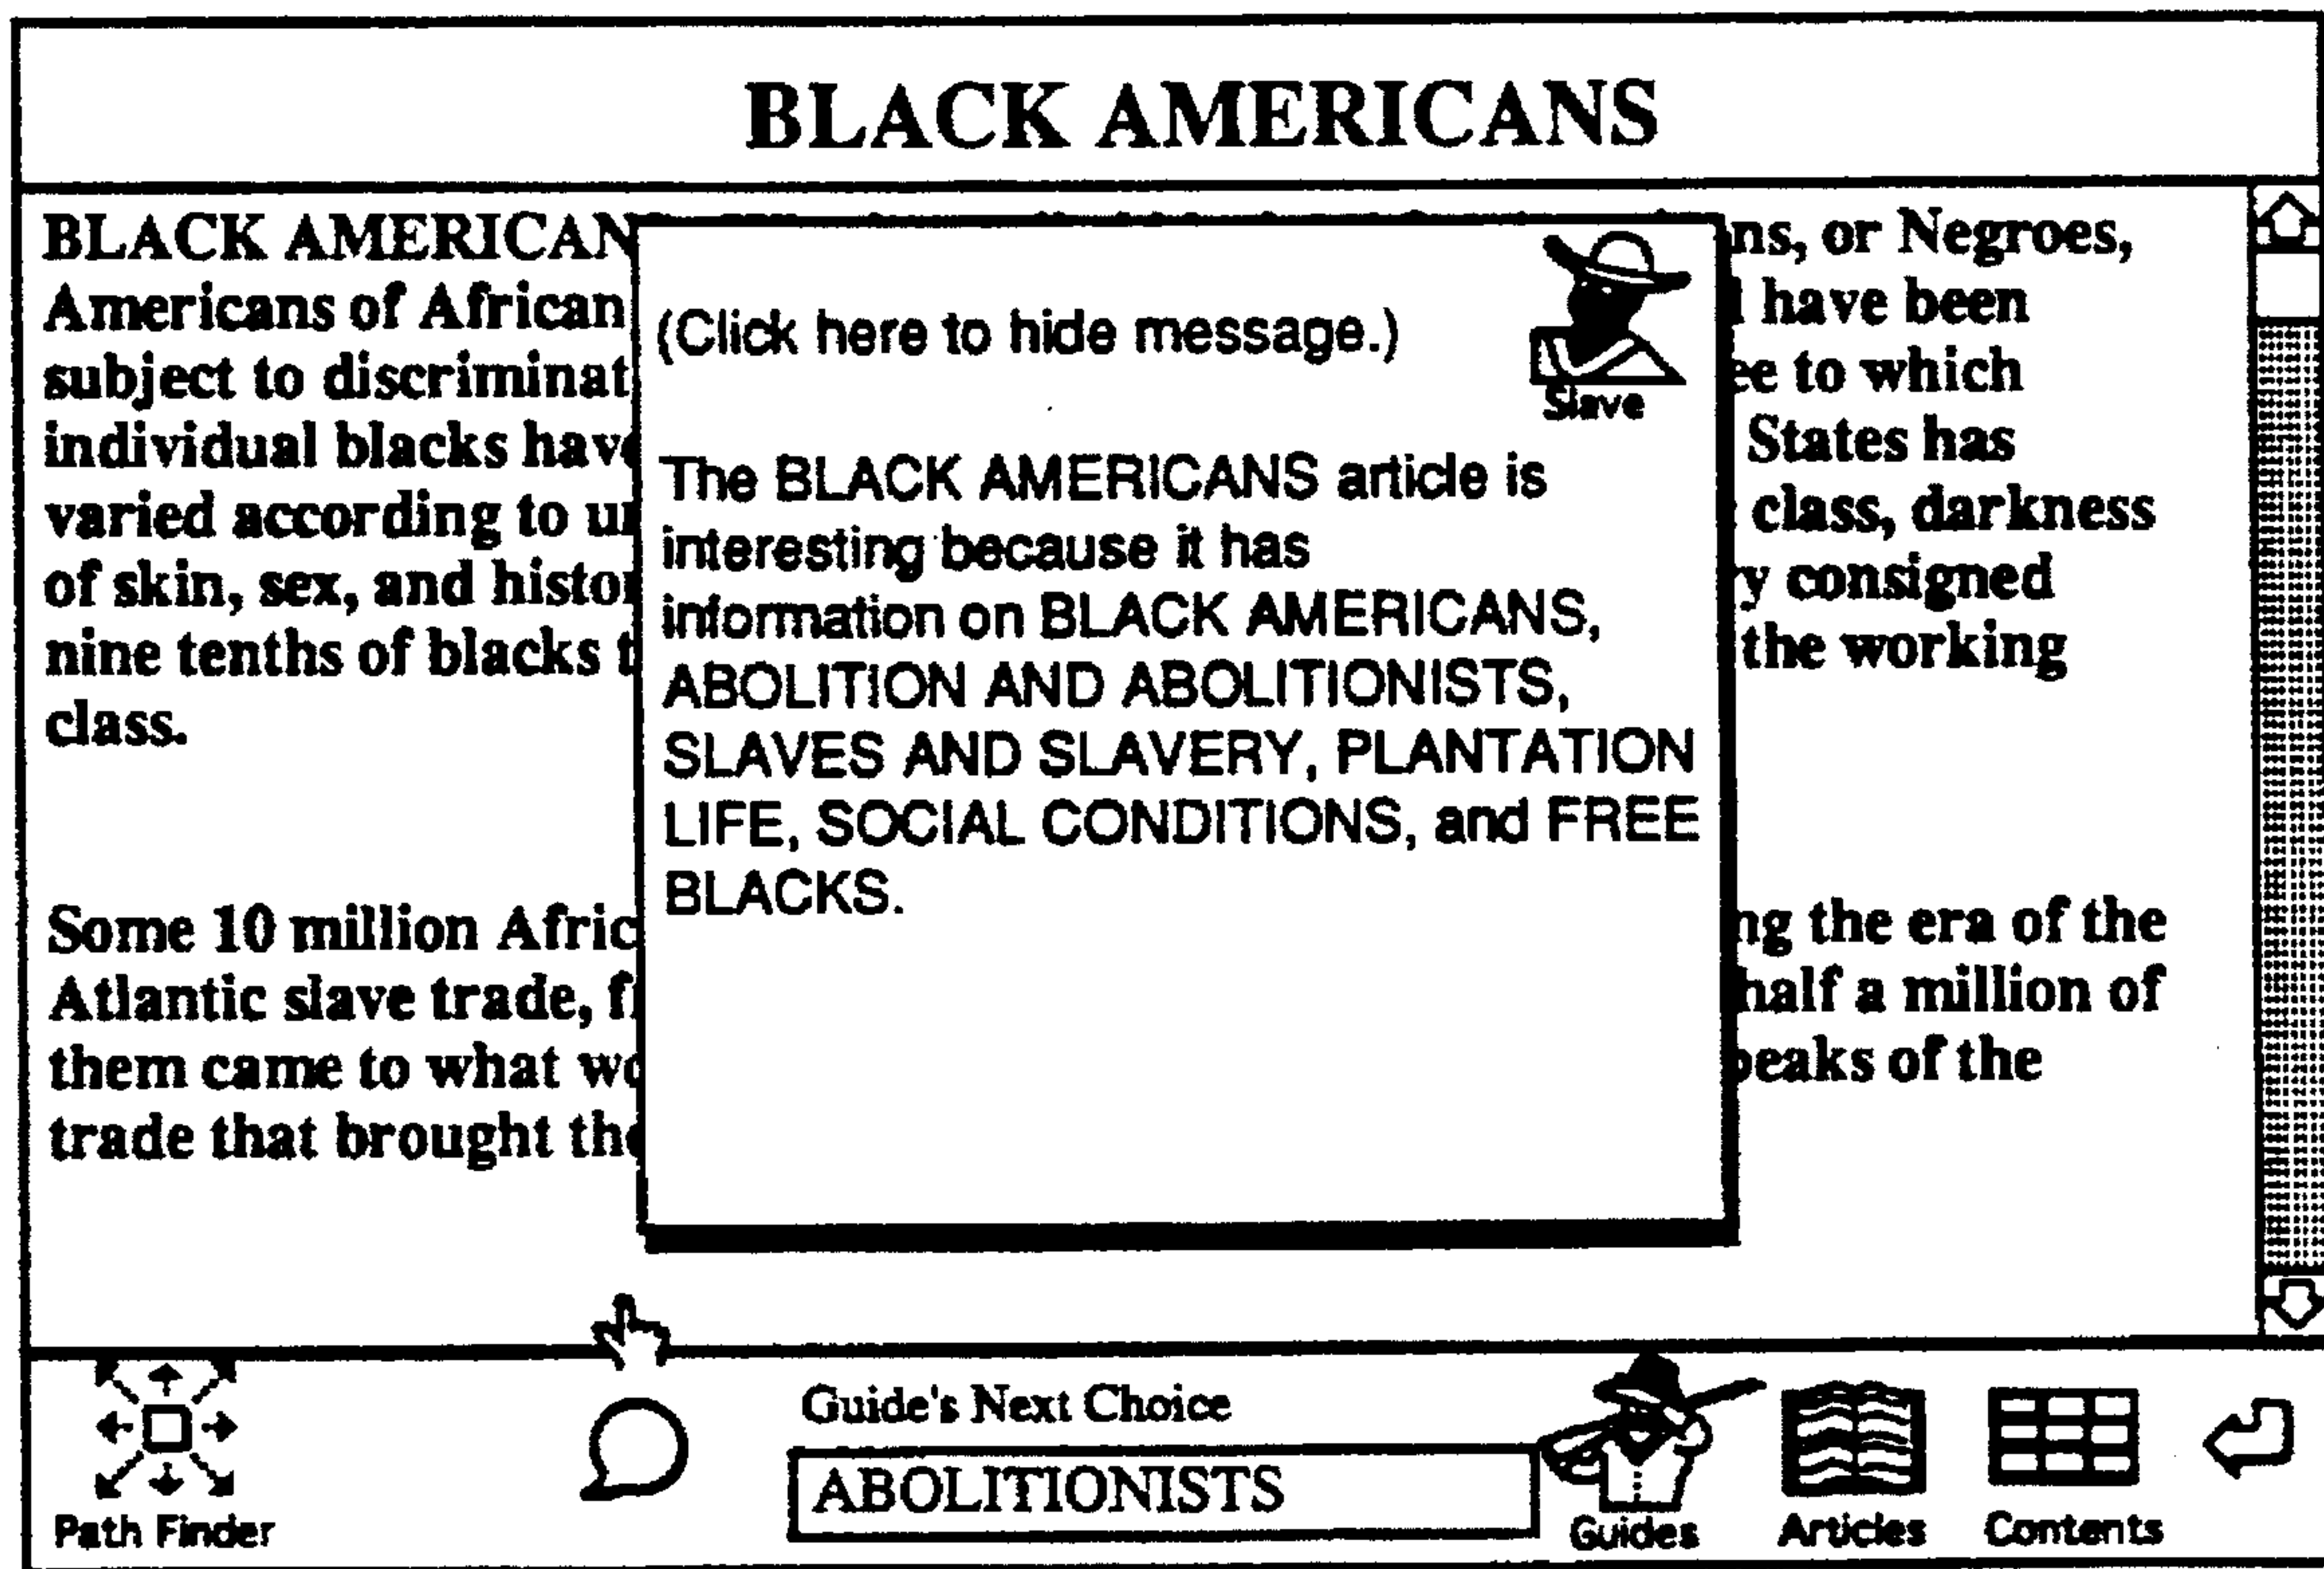 BLACK AMERICANS
BLACK AMERICAN
ns, or Negroes,
Americans of African
have been
subject to discriminat
ee to which
individual blacks have
States has
varied according to
class, darkness
of skin, sex, and histor
y consigned
nine tenths of blacks t
the working
class.
Some 10 million Afric
ng the era of the
Atlantic slave trade,
half a million of
them came to what wo
peaks of the
trade that brought the
(Click here to hide message.)
Slave
The BLACK AMERICANS article is
interesting because it has
information on BLACK AMERICANS,
ABOLITION AND ABOLITIONISTS,
SLAVES AND SLAVERY, PLANTATION
LIFE, SOCIAL CONDITIONS, and FREE
BLACKS.
Guide's Next Choice
ABOLITIONISTS
Path Finder
Guides
Articles
Contents